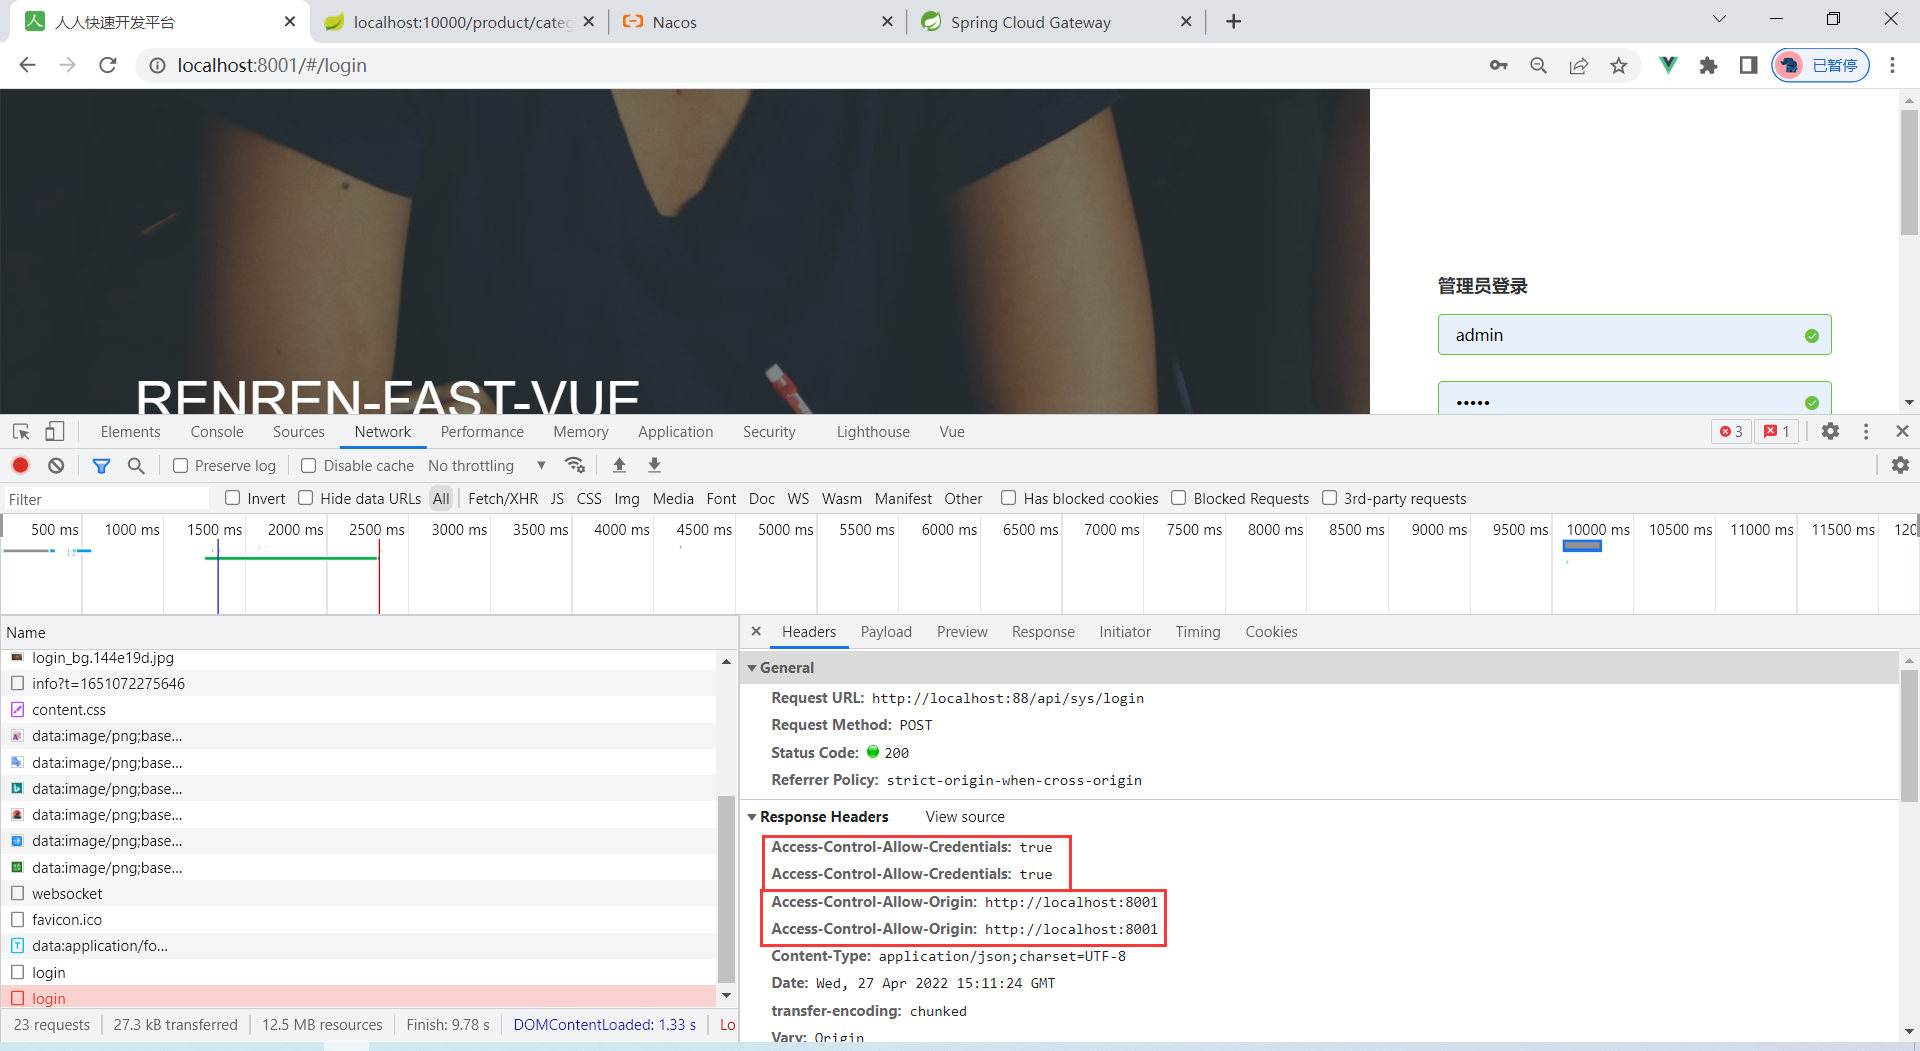 人人快速开发平台
localhost:10000/product/cate
Nacos
Spring Cloud Gateway
localhost:8001/#/login
已暂停
管理员登录
admin
•••••
RENREN-FAST-VUE
Elements Console Sources Network Performance Memory Application Security Lighthouse Vue
3 1
Preserve log Disable cache No throttling
Filter Invert Hide data URLs All Fetch/XHR JS CSS Img Media Font Doc WS Wasm Manifest Other Has blocked cookies Blocked Requests 3rd-party requests
500 ms 1000 ms 1500 ms 2000 ms 2500 ms 3000 ms 3500 ms 4000 ms 4500 ms 5000 ms 5500 ms 6000 ms 6500 ms 7000 ms 7500 ms 8000 ms 8500 ms 9000 ms 9500 ms 10000 ms 10500 ms 11000 ms 11500 ms 120
Name
login_bg.144e19d.jpg
info?t=1651072275646
content.css
data:image/png;base...
data:image/png;base...
data:image/png;base...
data:image/png;base...
data:image/png;base...
data:image/png;base...
websocket
favicon.ico
data:application/fo...
login
login
23 requests 27.3 kB transferred 12.5 MB resources Finish: 9.78 s DOMContentLoaded: 1.33 s Lo
Headers Payload Preview Response Initiator Timing Cookies
General
Request URL: http://localhost:88/api/sys/login
Request Method: POST
Status Code: 200
Referrer Policy: strict-origin-when-cross-origin
Response Headers View source
Access-Control-Allow-Credentials: true
Access-Control-Allow-Credentials: true
Access-Control-Allow-Origin: http://localhost:8001
Access-Control-Allow-Origin: http://localhost:8001
Content-Type: application/json;charset=UTF-8
Date: Wed, 27 Apr 2022 15:11:24 GMT
transfer-encoding: chunked
Vary: Origin